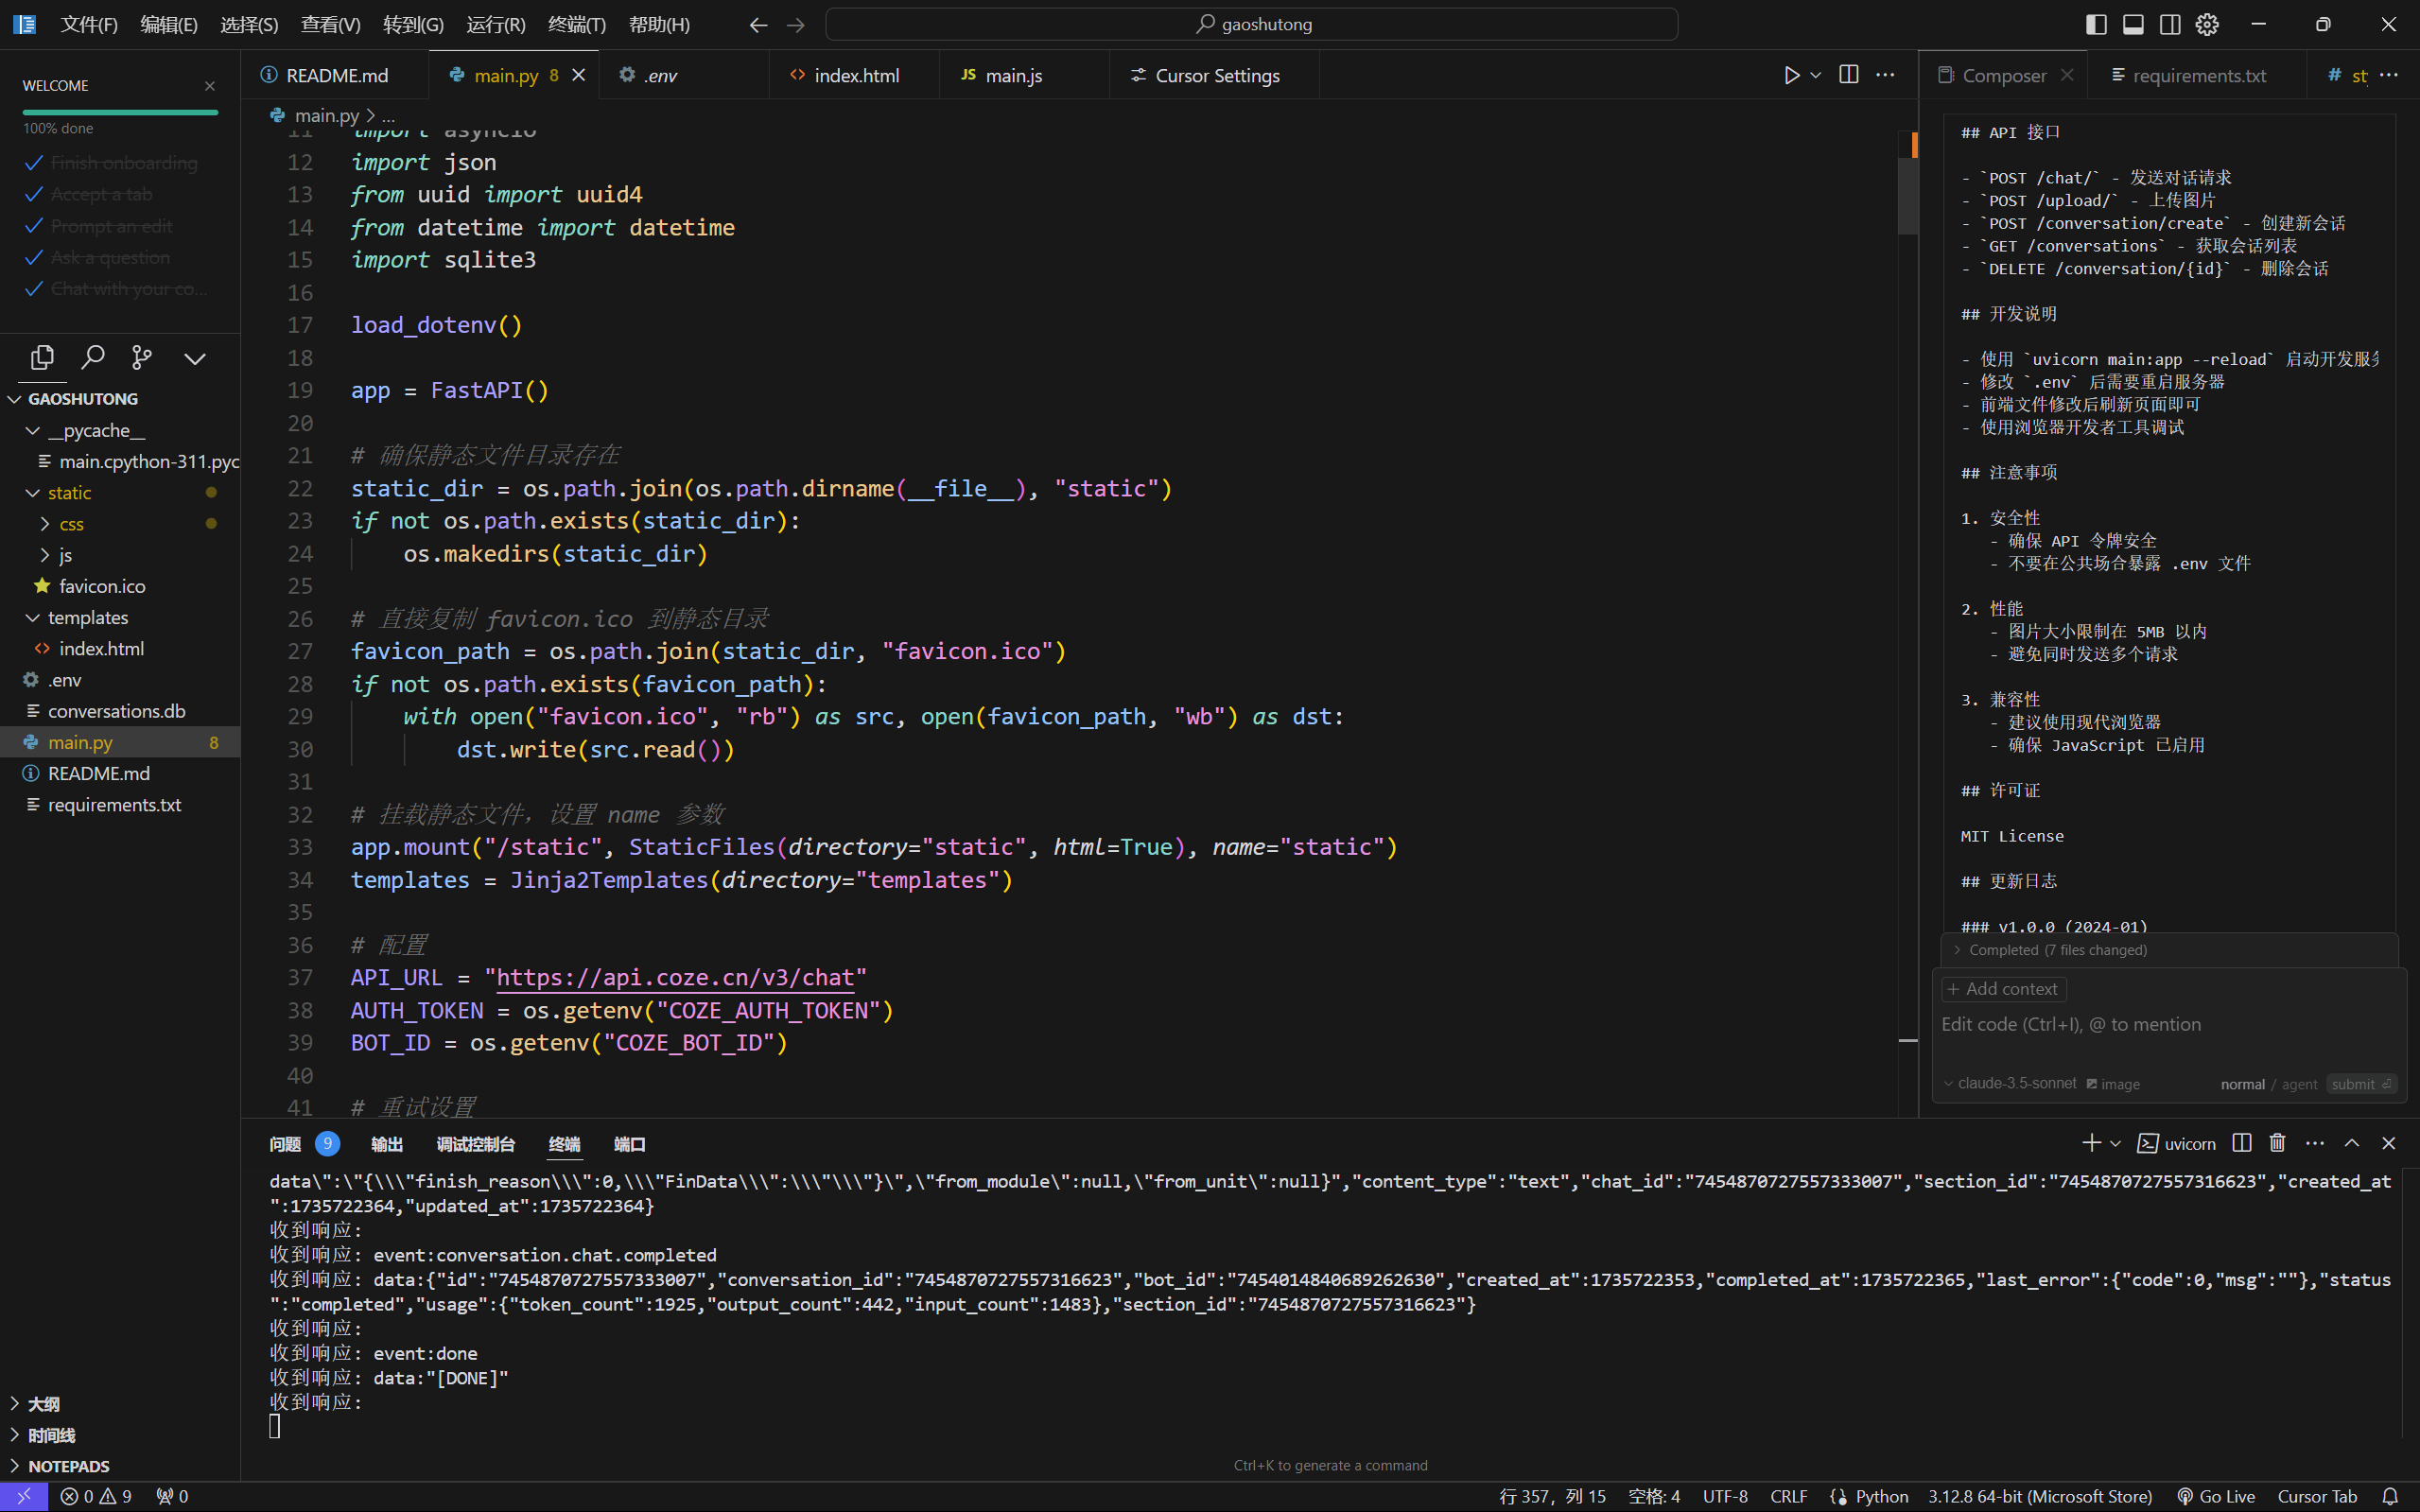 文件(F) 编辑(E) 选择(S) 查看(V) 转到(G) 运行(R) 终端(T) 帮助(H) gaoshutong
WELCOME
100% done
Finish onboarding
Accept a tab
Prompt an edit
Ask a question
Chat with your co...
GAOSHUTONG
__pycache__
main.cpython-311.pyc
static
css
js
favicon.ico
templates
index.html
.env
conversations.db
main.py 8
README.md
requirements.txt
大纲
时间线
NOTEPADS
README.md main.py 8 .env index.html JS main.js Cursor Settings
main.py > ...
11 import asyncio
12 import json
13 from uuid import uuid4
14 from datetime import datetime
15 import sqlite3
16
17 load_dotenv()
18
19 app = FastAPI()
20
21 # 确保静态文件目录存在
22 static_dir = os.path.join(os.path.dirname(__file__), "static")
23 if not os.path.exists(static_dir):
24 os.makedirs(static_dir)
25
26 # 直接复制 favicon.ico 到静态目录
27 favicon_path = os.path.join(static_dir, "favicon.ico")
28 if not os.path.exists(favicon_path):
29 with open("favicon.ico", "rb") as src, open(favicon_path, "wb") as dst:
30 dst.write(src.read())
31
32 # 挂载静态文件，设置 name 参数
33 app.mount("/static", StaticFiles(directory="static", html=True), name="static")
34 templates = Jinja2Templates(directory="templates")
35
36 # 配置
37 API_URL = "https://api.coze.cn/v3/chat"
38 AUTH_TOKEN = os.getenv("COZE_AUTH_TOKEN")
39 BOT_ID = os.getenv("COZE_BOT_ID")
40
41 # 重试设置
Composer requirements.txt # st
## API 接口
- `POST /chat/` - 发送对话请求
- `POST /upload/` - 上传图片
- `POST /conversation/create` - 创建新会话
- `GET /conversations` - 获取会话列表
- `DELETE /conversation/{id}` - 删除会话
## 开发说明
- 使用 `uvicorn main:app --reload` 启动开发服
- 修改 `.env` 后需要重启服务器
- 前端文件修改后刷新页面即可
- 使用浏览器开发者工具调试
## 注意事项
1. 安全性
- 确保 API 令牌安全
- 不要在公共场合暴露 .env 文件
2. 性能
- 图片大小限制在 5MB 以内
- 避免同时发送多个请求
3. 兼容性
- 建议使用现代浏览器
- 确保 JavaScript 已启用
## 许可证
MIT License
## 更新日志
### v1.0.0 (2024-01)
Completed (7 files changed)
+ Add context
Edit code (Ctrl+I), @ to mention
claude-3.5-sonnet image normal / agent submit ⏎
问题 9 输出 调试控制台 终端 端口 uvicorn
data\":\"{\\\"finish_reason\\\":0,\\\"FinData\\\":\\\"\\\"}\",\"from_module\":null,\"from_unit\":null}","content_type":"text","chat_id":"7454870727557333007","section_id":"7454870727557316623","created_at
":1735722364,"updated_at":1735722364}
收到响应:
收到响应: event:conversation.chat.completed
收到响应: data:{"id":"7454870727557333007","conversation_id":"7454870727557316623","bot_id":"7454014840689262630","created_at":1735722353,"completed_at":1735722365,"last_error":{"code":0,"msg":""},"status
":"completed","usage":{"token_count":1925,"output_count":442,"input_count":1483},"section_id":"7454870727557316623"}
收到响应:
收到响应: event:done
收到响应: data:"[DONE]"
收到响应:
Ctrl+K to generate a command
0 9 0 行 357，列 15 空格: 4 UTF-8 CRLF Python 3.12.8 64-bit (Microsoft Store) Go Live Cursor Tab